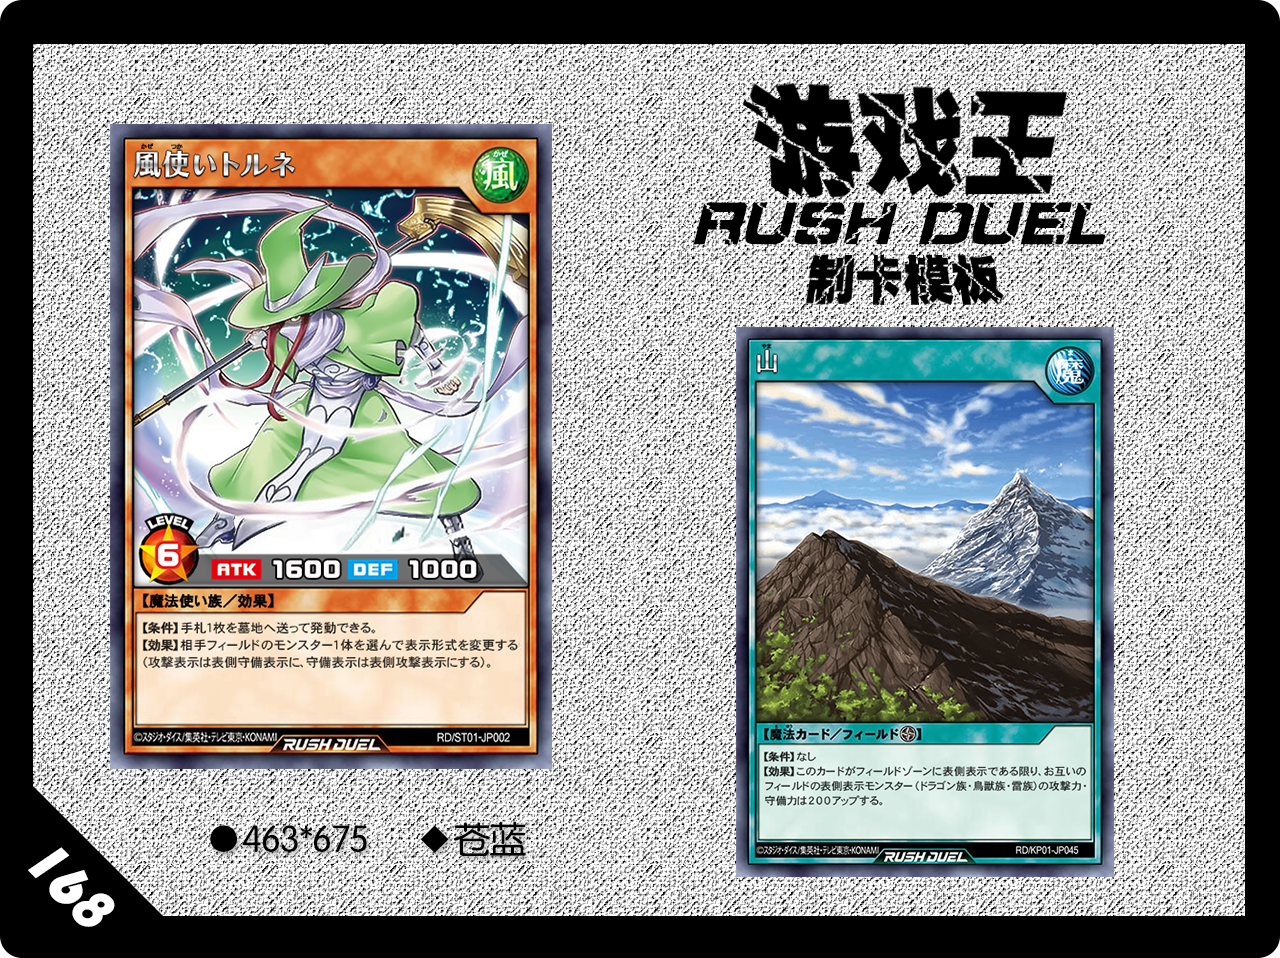 游戏王
RUSH DUEL
制卡模板
かぜ つか
風使いトルネ
かぜ
風
LEVEL
6
ATK 1600 DEF 1000
【魔法使い族/効果】
【条件】手札1枚を墓地へ送って発動できる。
【効果】相手フィールドのモンスター1体を選んで表示形式を変更する
(攻撃表示は表側守備表示に、守備表示は表側攻撃表示にする)。
©スタジオ・ダイス/集英社・テレビ東京・KONAMI
RUSH DUEL
RD/ST01-JP002
やま
山
魔
【魔法カード/フィールド】
【条件】なし
【効果】このカードがフィールドゾーンに表側表示である限り、お互いの
フィールドの表側表示モンスター(ドラゴン族・鳥獣族・雷族)の攻撃力・
守備力は200アップする。
©スタジオ・ダイス/集英社・テレビ東京・KONAMI
RUSH DUEL
RD/KP01-JP045
●463*675 ◆苍蓝
168